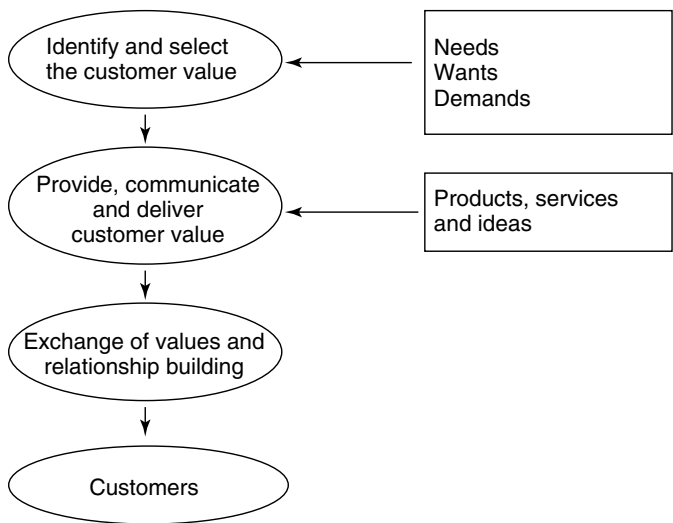 Identify and select
the customer value
Needs
Wants
Demands
Provide, communicate
and deliver
customer value
Products, services
and ideas
Exchange of values and
relationship building
Customers